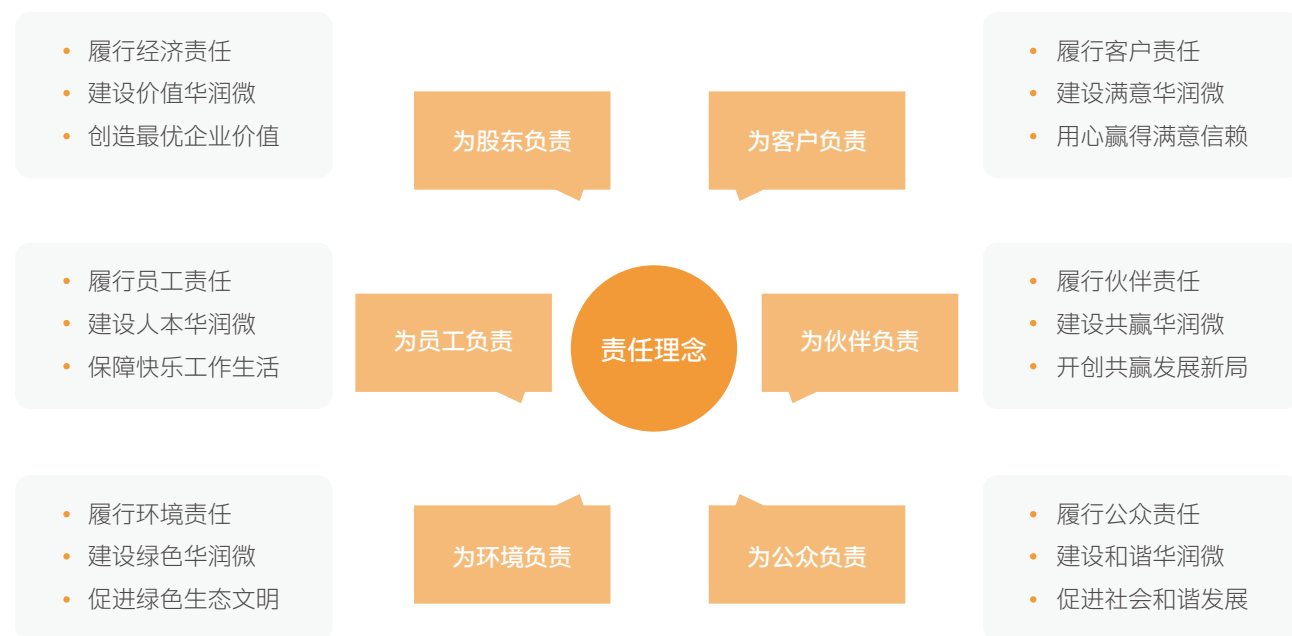 履行经济责任
建设价值华润微
创造最优企业价值
为股东负责
为客户负责
履行客户责任
建设满意华润微
用心赢得满意信赖
履行员工责任
建设人本华润微
保障快乐工作生活
为员工负责
责任理念
为伙伴负责
履行伙伴责任
建设共赢华润微
开创共赢发展新局
履行环境责任
建设绿色华润微
促进绿色生态文明
为环境负责
为公众负责
履行公众责任
建设和谐华润微
促进社会和谐发展